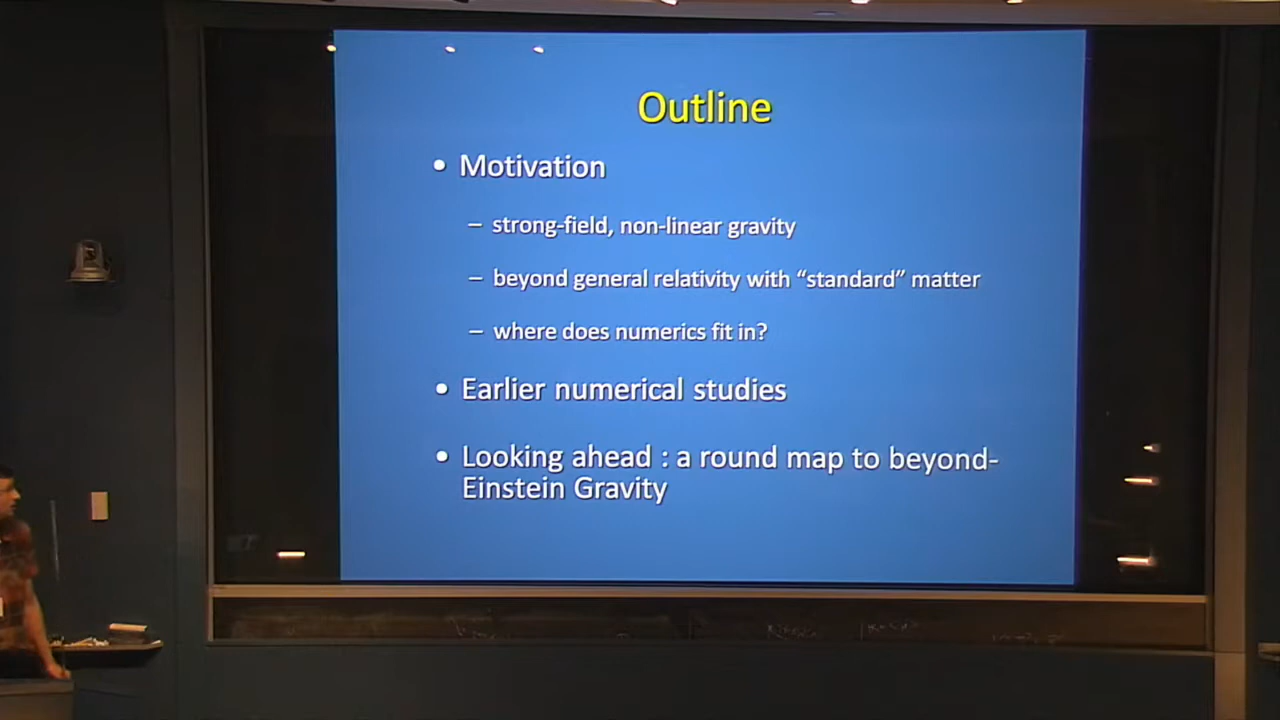 Outline
• Motivation
– strong-field, non-linear gravity
– beyond general relativity with “standard” matter
– where does numerics fit in?
• Earlier numerical studies
• Looking ahead : a round map to beyond-
Einstein Gravity